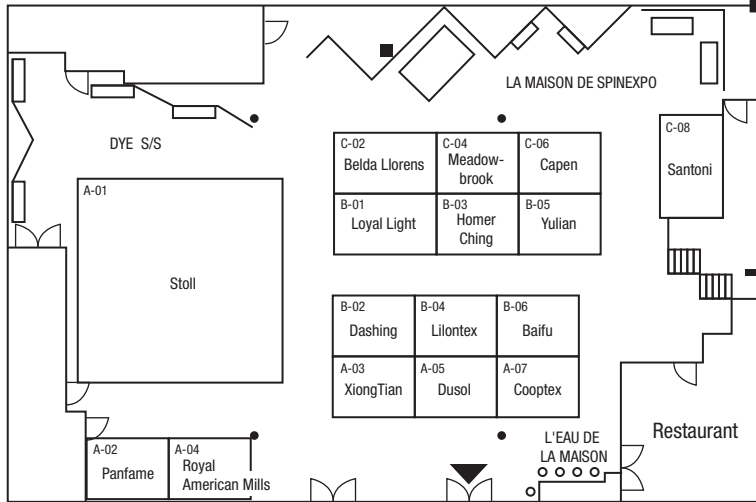 LA MAISON DE SPINEXPO
DYE S/S
C-02
Belda Llorens
C-04
Meadow-
brook
C-06
Capen
C-08
Santoni
A-01
Stoll
B-01
Loyal Light
B-03
Homer
Ching
B-05
Yulian
B-02
Dashing
B-04
Lilontex
B-06
Baifu
A-03
XiongTian
A-05
Dusol
A-07
Cooptex
A-02
Panfame
A-04
Royal
American Mills
L'EAU DE
LA MAISON
Restaurant